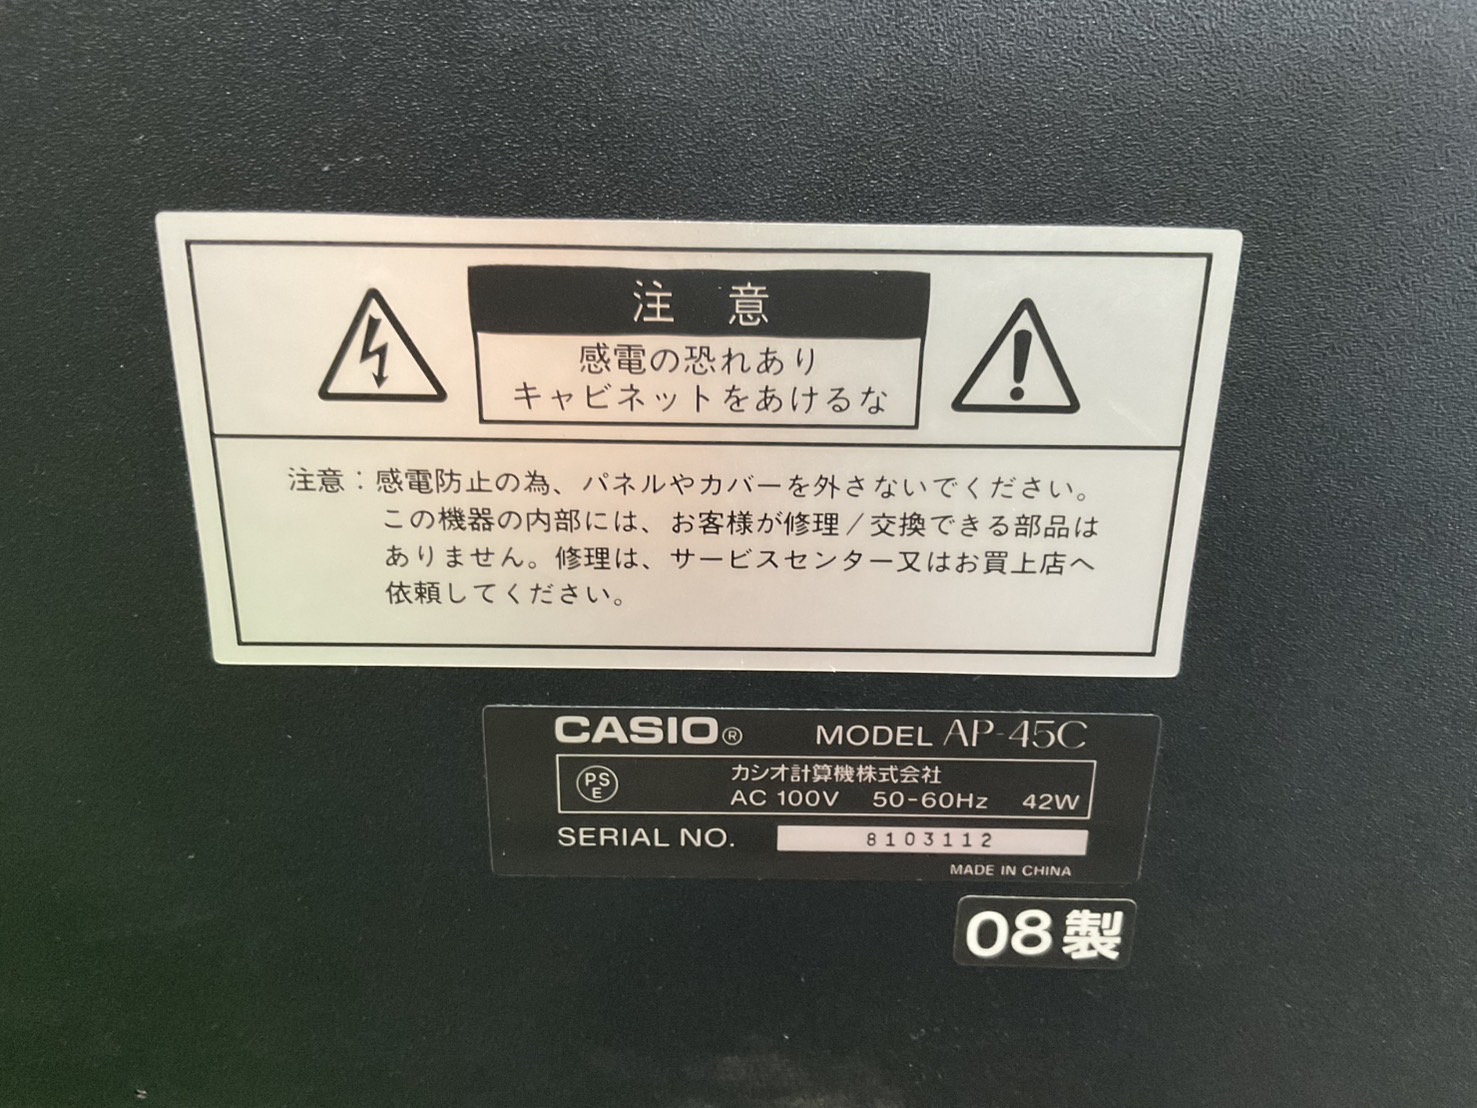 注 意
感電の恐れあり
キャビネットをあけるな
注意：感電防止の為、パネルやカバーを外さないでください。
この機器の内部には、お客様が修理／交換できる部品は
ありません。修理は、サービスセンター又はお買上店へ
依頼してください。
CASIO® MODEL AP-45C
PSE カシオ計算機株式会社
AC 100V 50-60Hz 42W
SERIAL NO. 8103112
MADE IN CHINA
08製